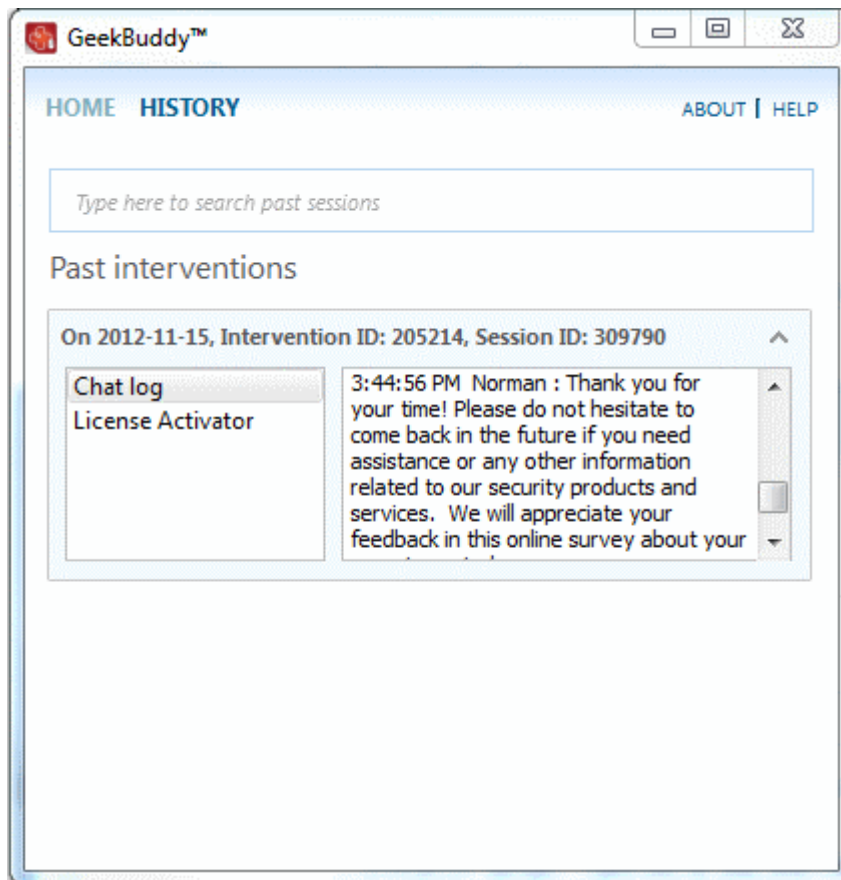 GeekBuddy™
HOME HISTORY ABOUT HELP
Type here to search past sessions
Past interventions
On 2012-11-15, Intervention ID: 205214, Session ID: 309790
Chat log
License Activator
3:44:56 PM Norman : Thank you for
your time! Please do not hesitate to
come back in the future if you need
assistance or any other information
related to our security products and
services. We will appreciate your
feedback in this online survey about your